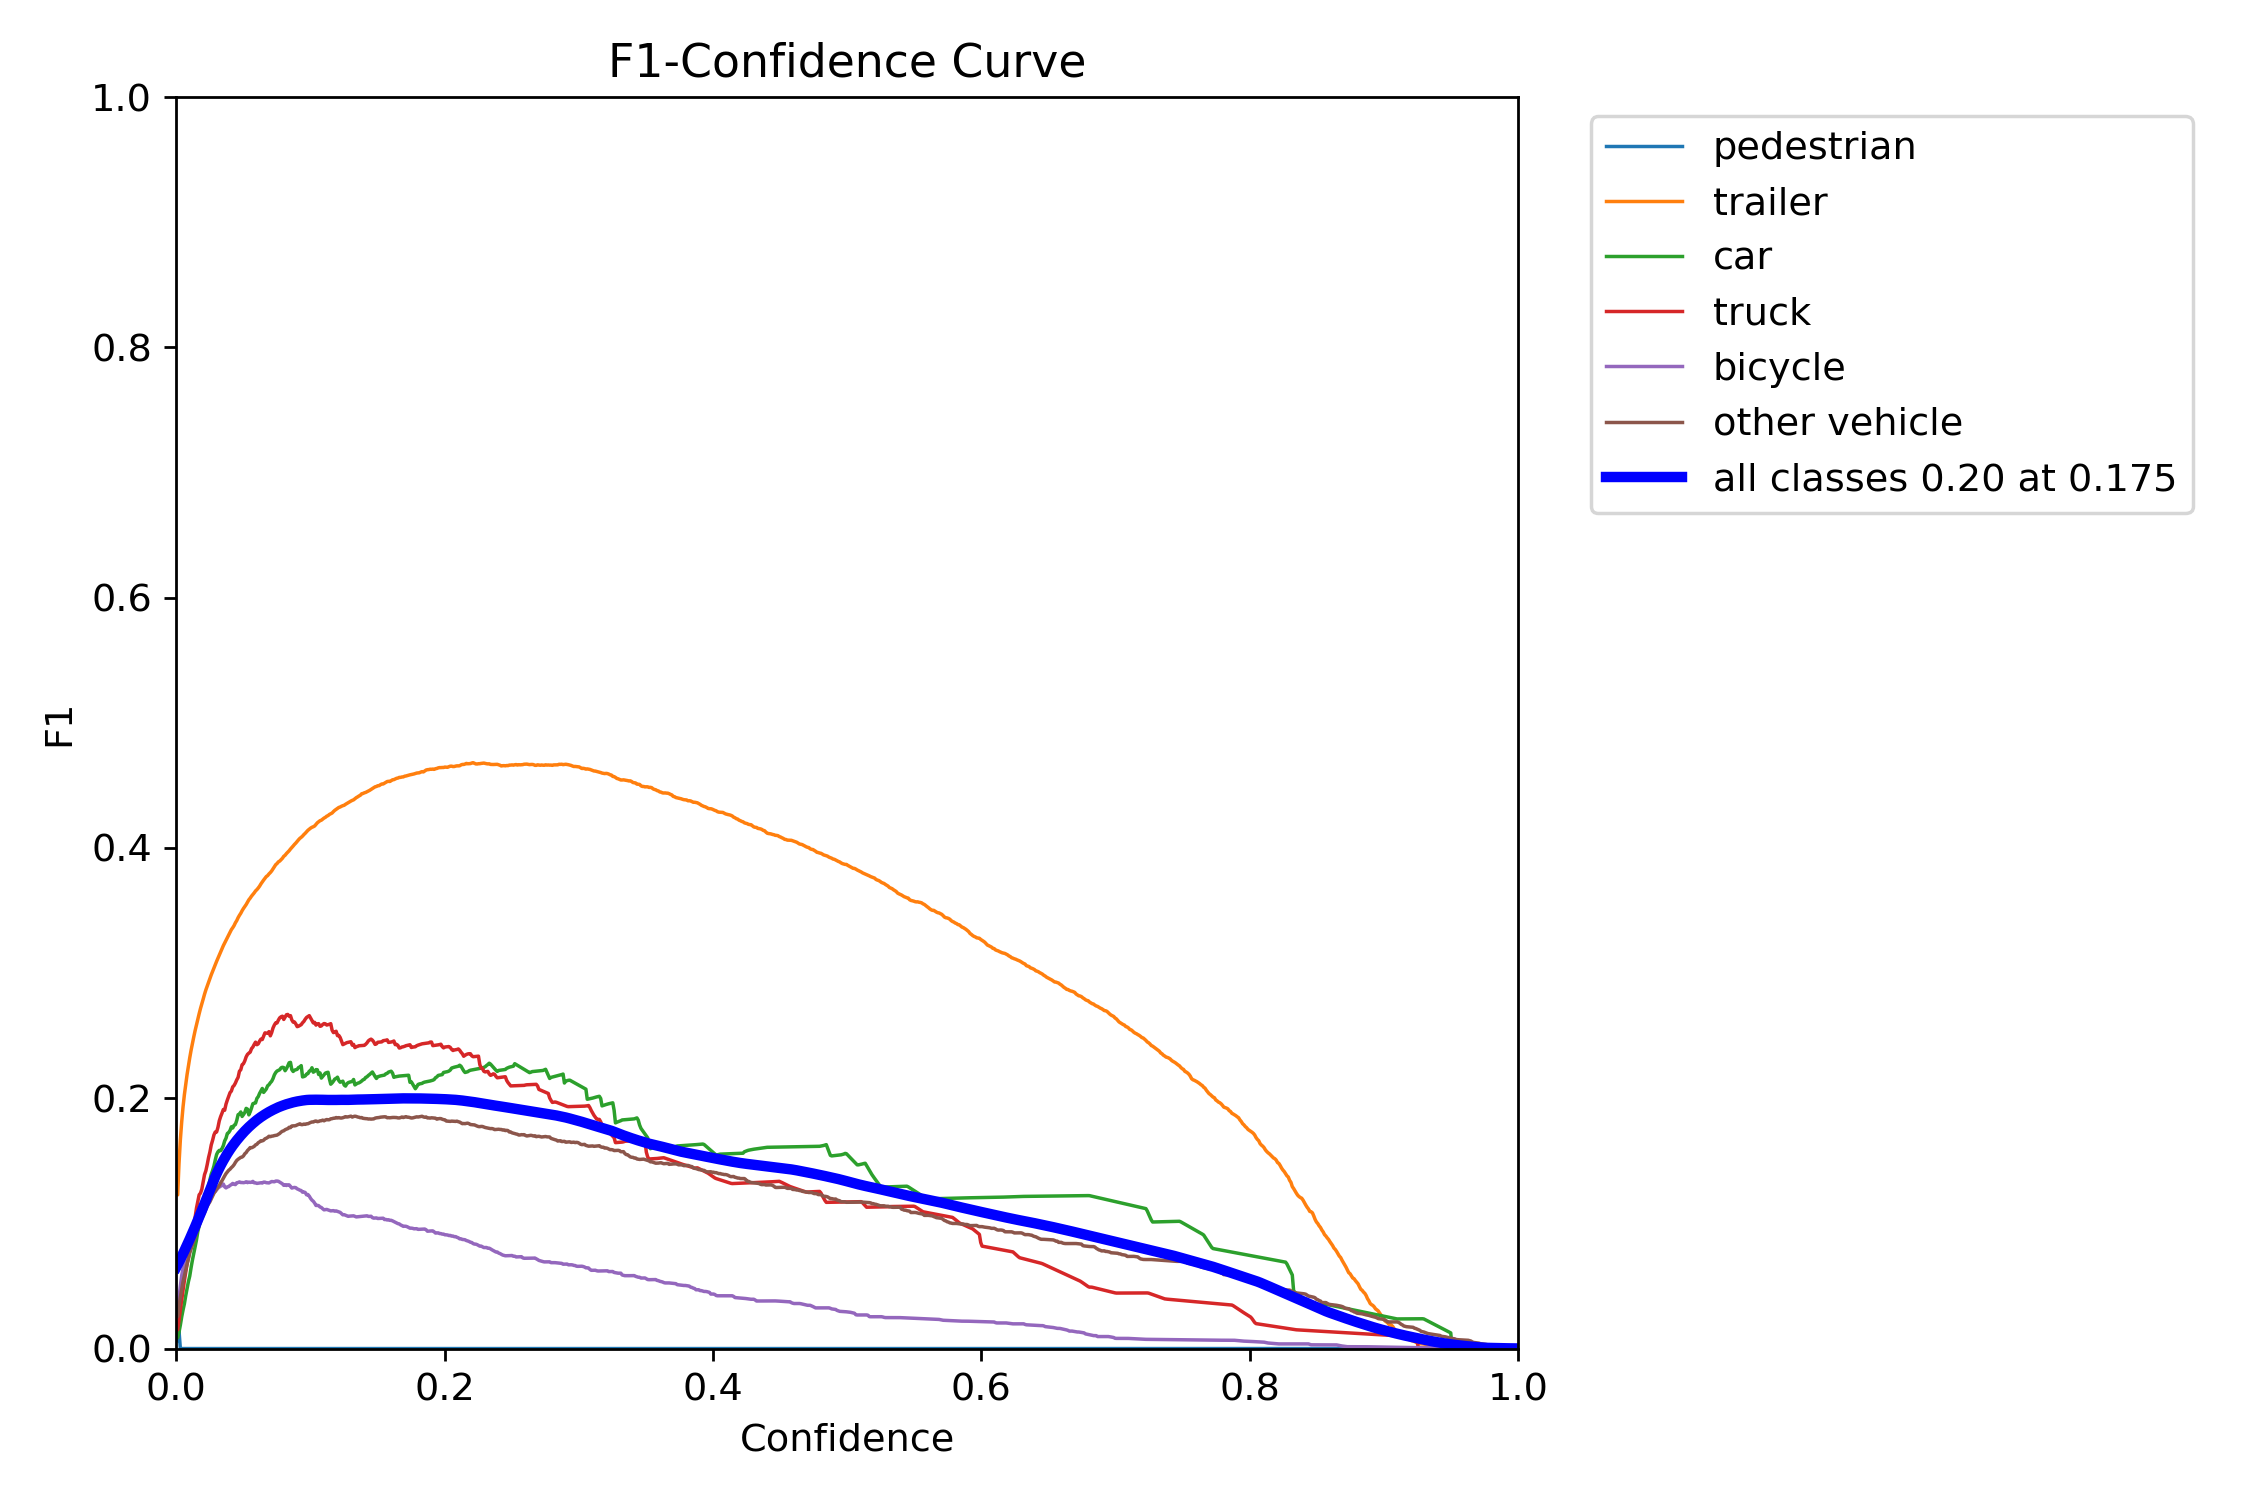 F1-Confidence Curve
1.0
0.8
0.6
0.4
0.2
0.0
F1
0.0 0.2 0.4 0.6 0.8 1.0
Confidence
pedestrian
trailer
car
truck
bicycle
other vehicle
all classes 0.20 at 0.175